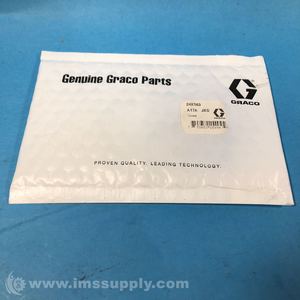 Genuine Graco Parts
GRACO
PROVEN QUALITY. LEADING TECHNOLOGY.
www.imssupply.com